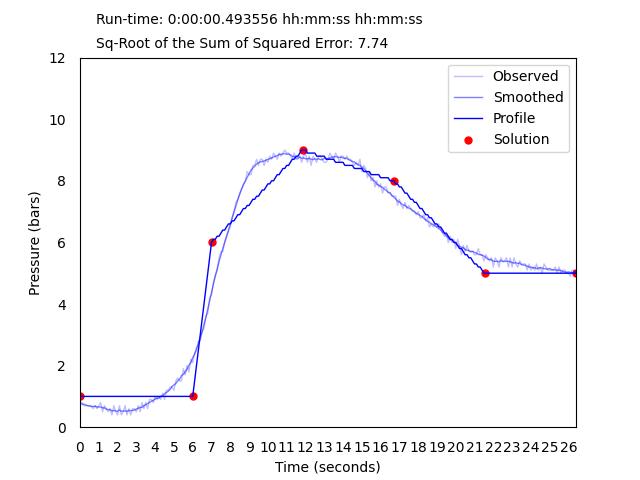 Run-time: 0:00:00.493556 hh:mm:ss hh:mm:ss
Sq-Root of the Sum of Squared Error: 7.74
12
10
8
6
4
2
0
Pressure (bars)
Observed
Smoothed
Profile
Solution
0 1 2 3 4 5 6 7 8 9 10 11 12 13 14 15 16 17 18 19 20 21 22 23 24 25 26
Time (seconds)